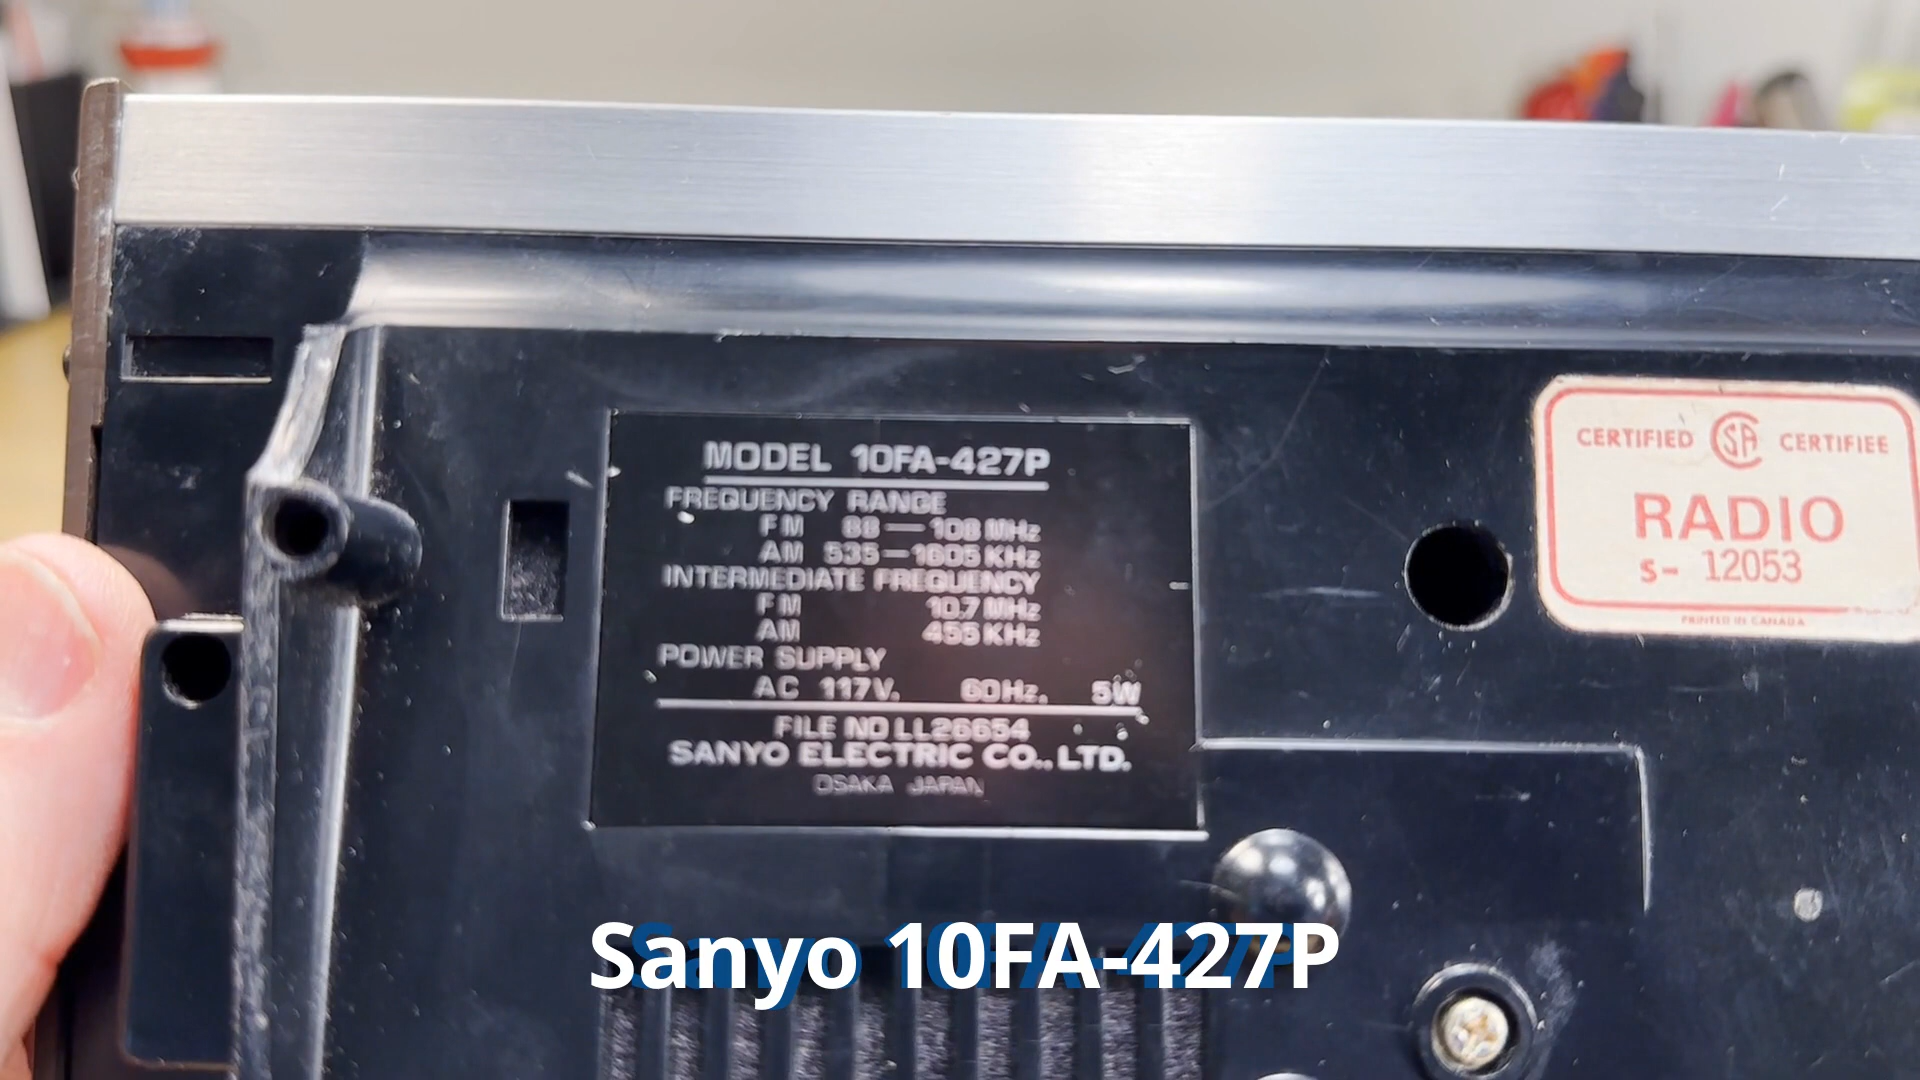 MODEL 10FA-427P
FREQUENCY RANGE
FM 88—108 MHz
AM 535—1605 KHz
INTERMEDIATE FREQUENCY
FM 10.7 MHz
AM 455 KHz
POWER SUPPLY
AC 117V. 60Hz. 5W
FILE NO LL26654
SANYO ELECTRIC CO., LTD.
OSAKA JAPAN
CERTIFIED CSA CERTIFIEE
RADIO
S- 12053
PRINTED IN CANADA
Sanyo 10FA-427P